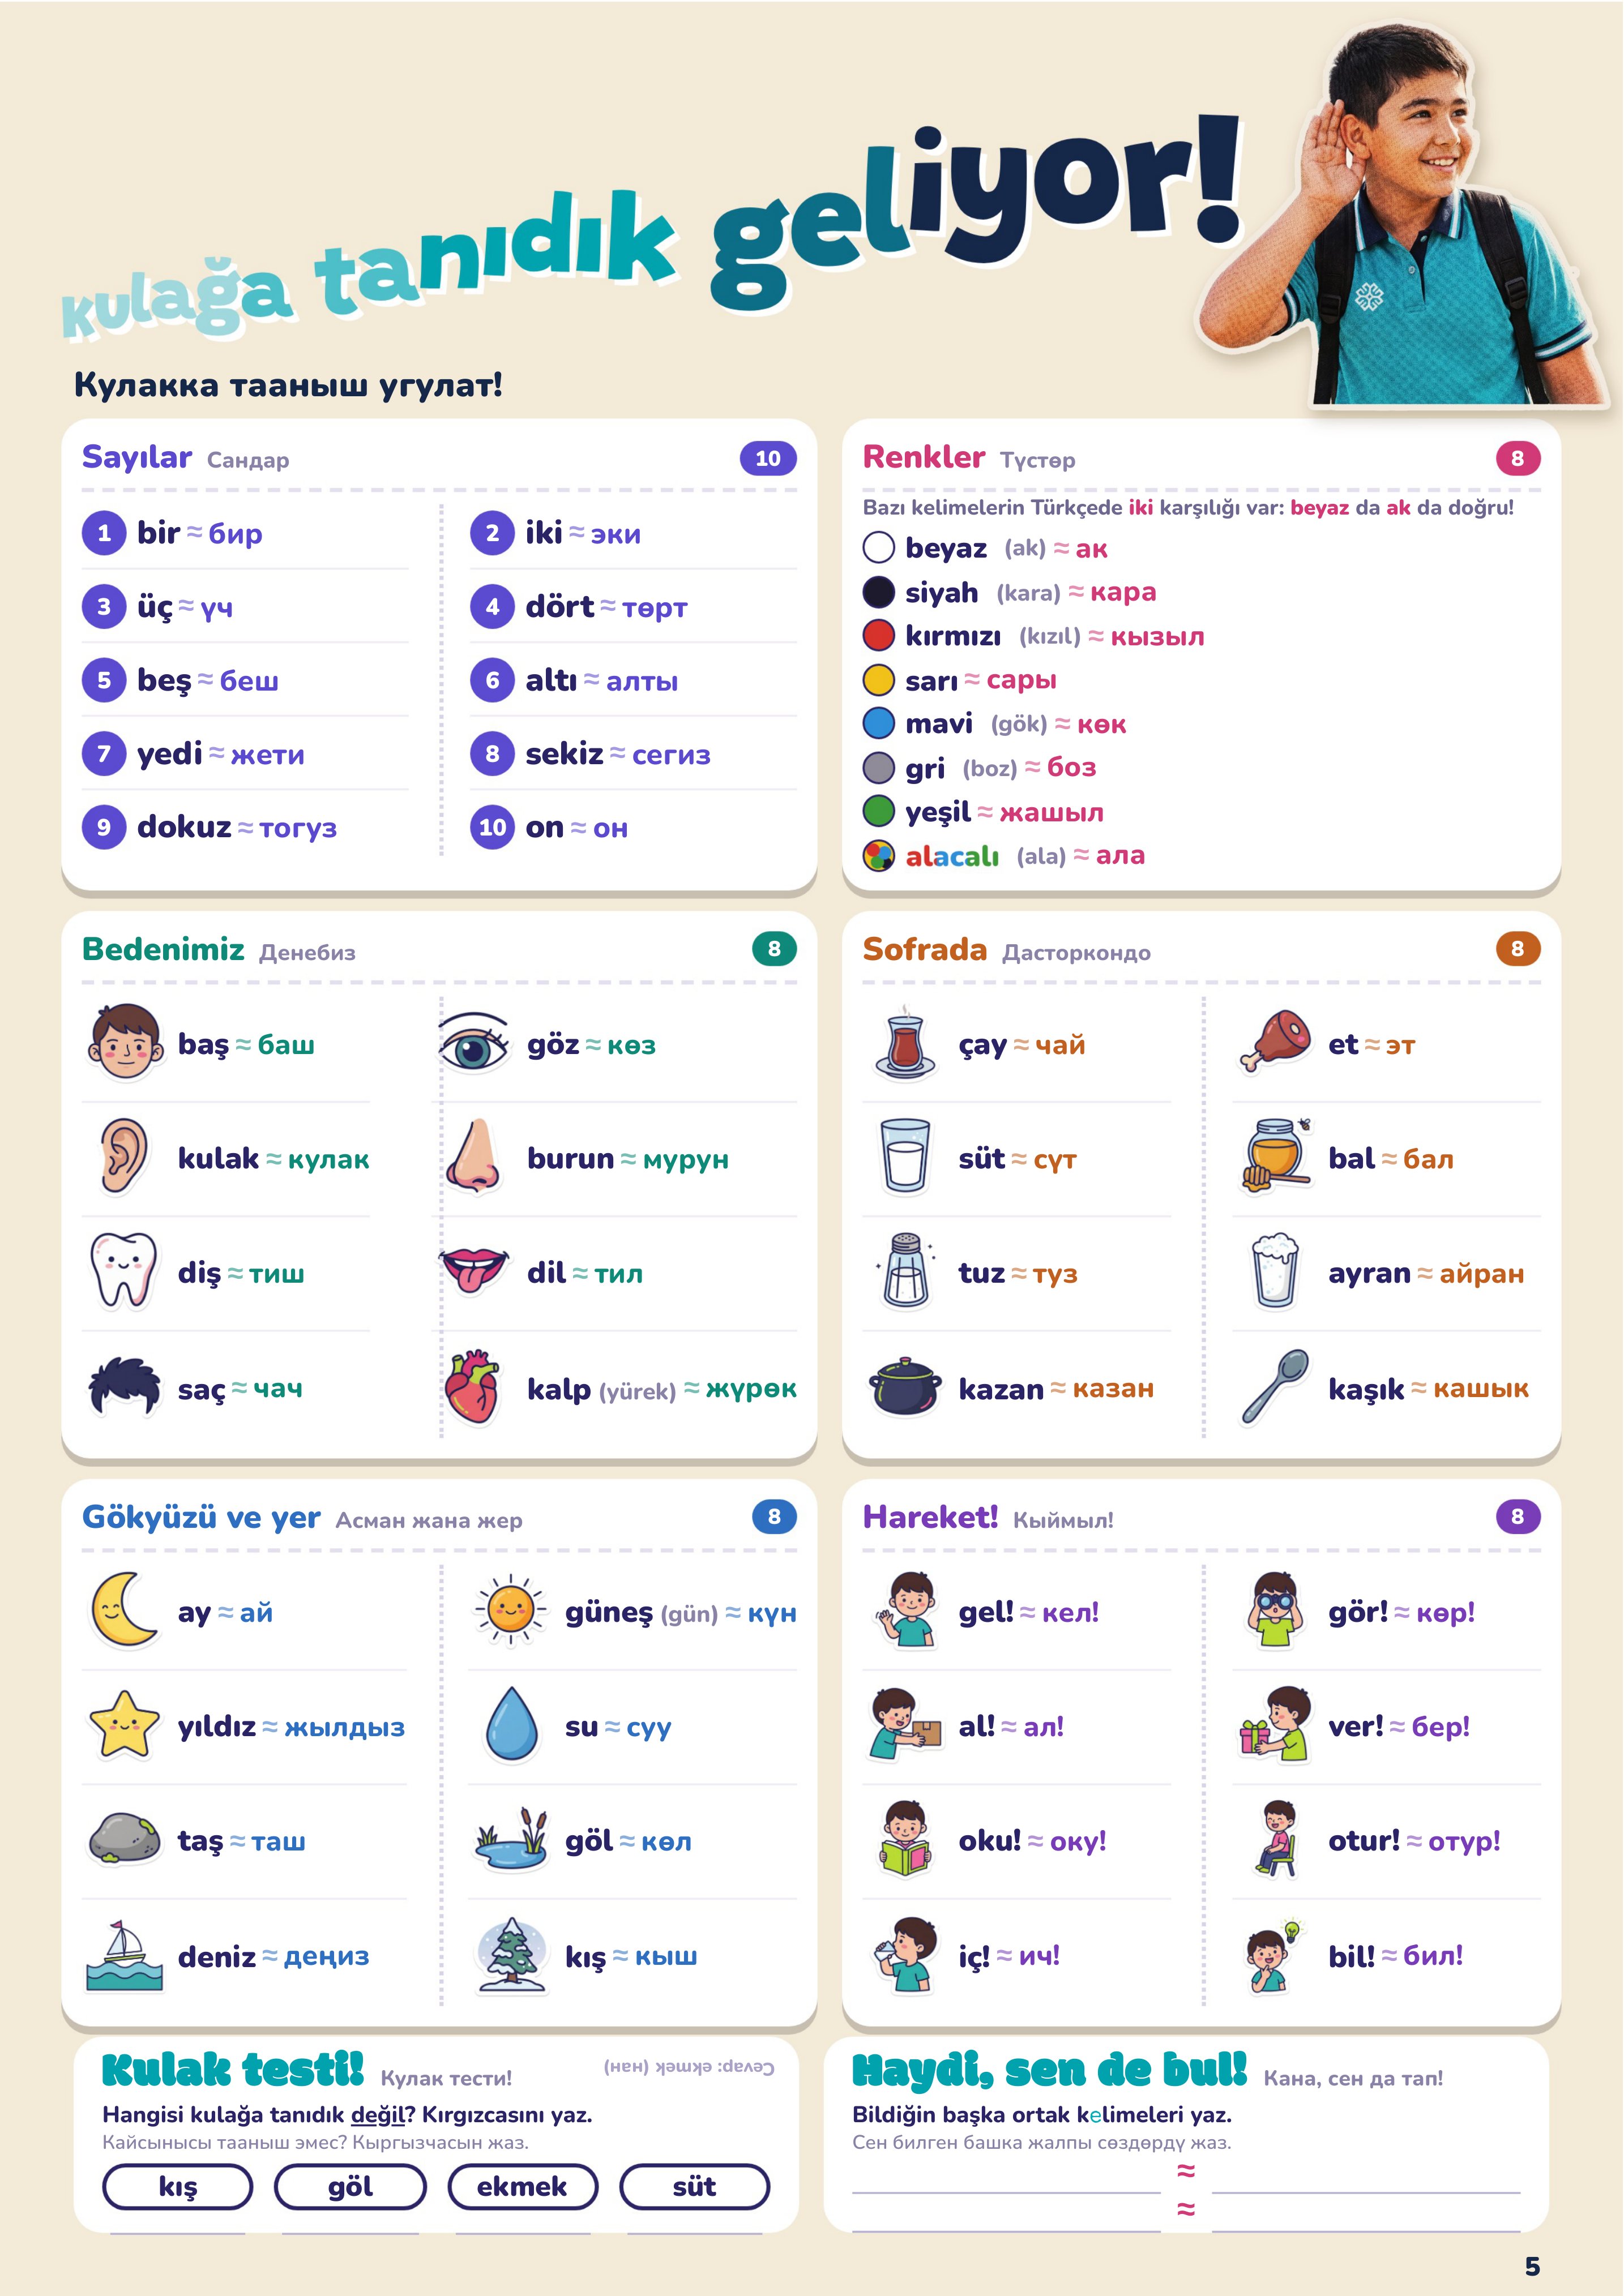 kulağa tanıdık geliyor!
Кулакка тааныш угулат!
Sayılar Сандар 10
1 bir ≈ бир
2 iki ≈ эки
3 üç ≈ үч
4 dört ≈ төрт
5 beş ≈ беш
6 altı ≈ алты
7 yedi ≈ жети
8 sekiz ≈ сегиз
9 dokuz ≈ тогуз
10 on ≈ он
Renkler Түстөр 8
Bazı kelimelerin Türkçede iki karşılığı var: beyaz da ak da doğru!
beyaz (ak) ≈ ак
siyah (kara) ≈ кара
kırmızı (kızıl) ≈ кызыл
sarı ≈ сары
mavi (gök) ≈ көк
gri (boz) ≈ боз
yeşil ≈ жашыл
alacalı (ala) ≈ ала
Bedenimiz Денебиз 8
baş ≈ баш
göz ≈ көз
kulak ≈ кулак
burun ≈ мурун
diş ≈ тиш
dil ≈ тил
saç ≈ чач
kalp (yürek) ≈ жүрөк
Sofrada Дасторкондо 8
çay ≈ чай
et ≈ эт
süt ≈ сүт
bal ≈ бал
tuz ≈ туз
ayran ≈ айран
kazan ≈ казан
kaşık ≈ кашык
Gökyüzü ve yer Асман жана жер 8
ay ≈ ай
güneş (gün) ≈ күн
yıldız ≈ жылдыз
su ≈ суу
taş ≈ таш
göl ≈ көл
deniz ≈ деңиз
kış ≈ кыш
Hareket! Кыймыл! 8
gel! ≈ кел!
gör! ≈ көр!
al! ≈ ал!
ver! ≈ бер!
oku! ≈ оку!
otur! ≈ отур!
iç! ≈ ич!
bil! ≈ бил!
Kulak testi! Кулак тести! Cevap: ekmek (нан)
Hangisi kulağa tanıdık değil? Kırgızcasını yaz.
Кайсынысы тааныш эмес? Кыргызчасын жаз.
kış göl ekmek süt
Haydi, sen de bul! Кана, сен да тап!
Bildiğin başka ortak kelimeleri yaz.
Сен билген башка жалпы сөздөрдү жаз.
≈
≈
5